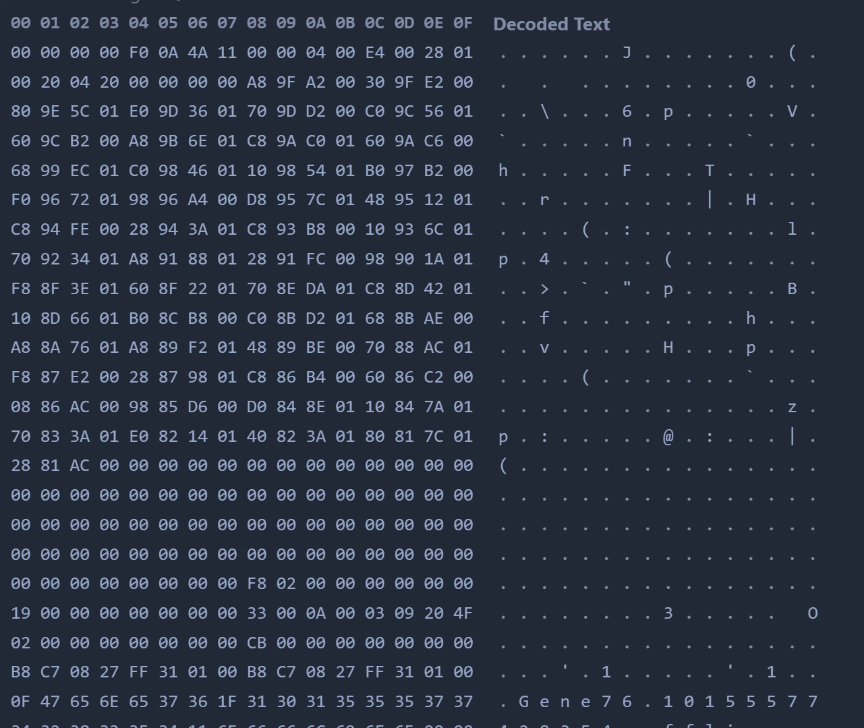 00 01 02 03 04 05 06 07 08 09 0A 0B 0C 0D 0E 0F Decoded Text
00 00 00 00 F0 0A 4A 11 00 00 04 00 E4 00 28 01 . . . . . . J . . . . . . . ( .
00 20 04 20 00 00 00 00 A8 9F A2 00 30 9F E2 00 .   .   . . . . . . . . 0 . . .
80 9E 5C 01 E0 9D 36 01 70 9D D2 00 C0 9C 56 01 . . \ . . . 6 . p . . . . . V .
60 9C B2 00 A8 9B 6E 01 C8 9A C0 01 60 9A C6 00 ` . . . . . n . . . . . ` . . .
68 99 EC 01 C0 98 46 01 10 98 54 01 B0 97 B2 00 h . . . . . F . . . T . . . . .
F0 96 72 01 98 96 A4 00 D8 95 7C 01 48 95 12 01 . . r . . . . . . . | . H . . .
C8 94 FE 00 28 94 3A 01 C8 93 B8 00 10 93 6C 01 . . . . ( . : . . . . . . . l .
70 92 34 01 A8 91 88 01 28 91 FC 00 98 90 1A 01 p . 4 . . . . . ( . . . . . . .
F8 8F 3E 01 60 8F 22 01 70 8E DA 01 C8 8D 42 01 . . > . ` . " . p . . . . . B .
10 8D 66 01 B0 8C B8 00 C0 8B D2 01 68 8B AE 00 . . f . . . . . . . . . h . . .
A8 8A 76 01 A8 89 F2 01 48 89 BE 00 70 88 AC 01 . . v . . . . . H . . . p . . .
F8 87 E2 00 28 87 98 01 C8 86 B4 00 60 86 C2 00 . . . . ( . . . . . . . ` . . .
08 86 AC 00 98 85 D6 00 D0 84 8E 01 10 84 7A 01 . . . . . . . . . . . . . . z .
70 83 3A 01 E0 82 14 01 40 82 3A 01 80 81 7C 01 p . : . . . . . @ . : . . . | .
28 81 AC 00 00 00 00 00 00 00 00 00 00 00 00 00 ( . . . . . . . . . . . . . . .
00 00 00 00 00 00 00 00 00 00 00 00 00 00 00 00 . . . . . . . . . . . . . . . .
00 00 00 00 00 00 00 00 00 00 00 00 00 00 00 00 . . . . . . . . . . . . . . . .
00 00 00 00 00 00 00 00 00 00 00 00 00 00 00 00 . . . . . . . . . . . . . . . .
00 00 00 00 00 00 00 00 F8 02 00 00 00 00 00 00 . . . . . . . . . . . . . . . .
19 00 00 00 00 00 00 00 33 00 0A 00 03 09 20 4F . . . . . . . . 3 . . . . .   O
02 00 00 00 00 00 00 00 CB 00 00 00 00 00 00 00 . . . . . . . . . . . . . . . .
B8 C7 08 27 FF 31 01 00 B8 C7 08 27 FF 31 01 00 . . . ' . 1 . . . . . ' . 1 . .
0F 47 65 6E 65 37 36 1F 31 30 31 35 35 35 37 37 . G e n e 7 6 . 1 0 1 5 5 5 7 7